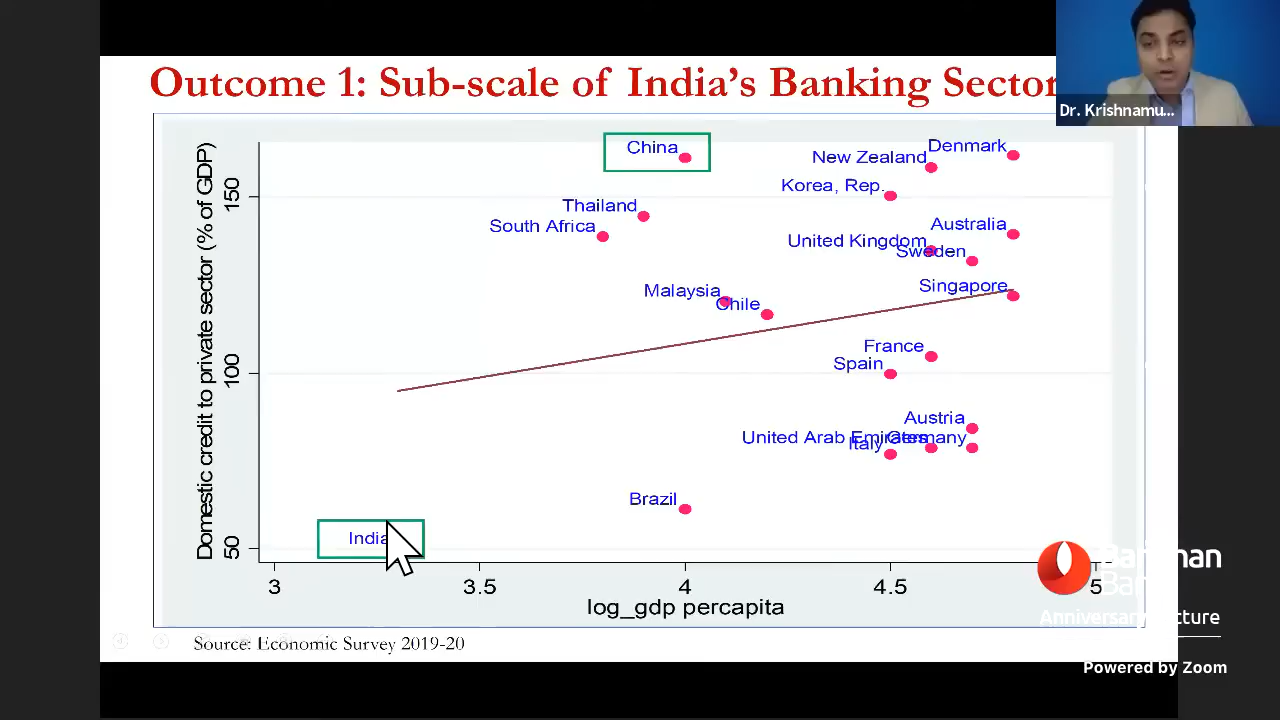 Outcome 1: Sub-scale of India's Banking Sector
Dr. Krishnamu...
Domestic credit to private sector (% of GDP)
150
100
50
China
Denmark
New Zealand
Korea, Rep.
Thailand
South Africa
Australia
United Kingdom
Sweden
Singapore
Malaysia
Chile
France
Spain
Austria
United Arab Emirates
Germany
Italy
Brazil
India
3
3.5
4
4.5
5
log_gdp percapita
Source: Economic Survey 2019-20
Anniversary Lecture
Powered by Zoom